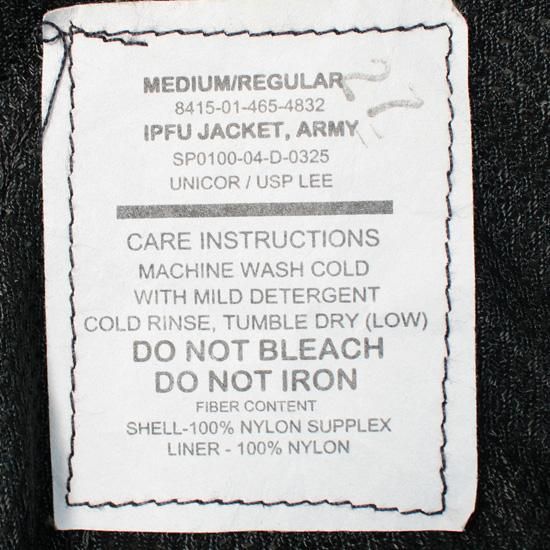 MEDIUM/REGULAR
8415-01-465-4832
IPFU JACKET, ARMY
SP0100-04-D-0325
UNICOR / USP LEE
CARE INSTRUCTIONS
MACHINE WASH COLD
WITH MILD DETERGENT
COLD RINSE, TUMBLE DRY (LOW)
DO NOT BLEACH
DO NOT IRON
FIBER CONTENT
SHELL-100% NYLON SUPPLEX
LINER - 100% NYLON